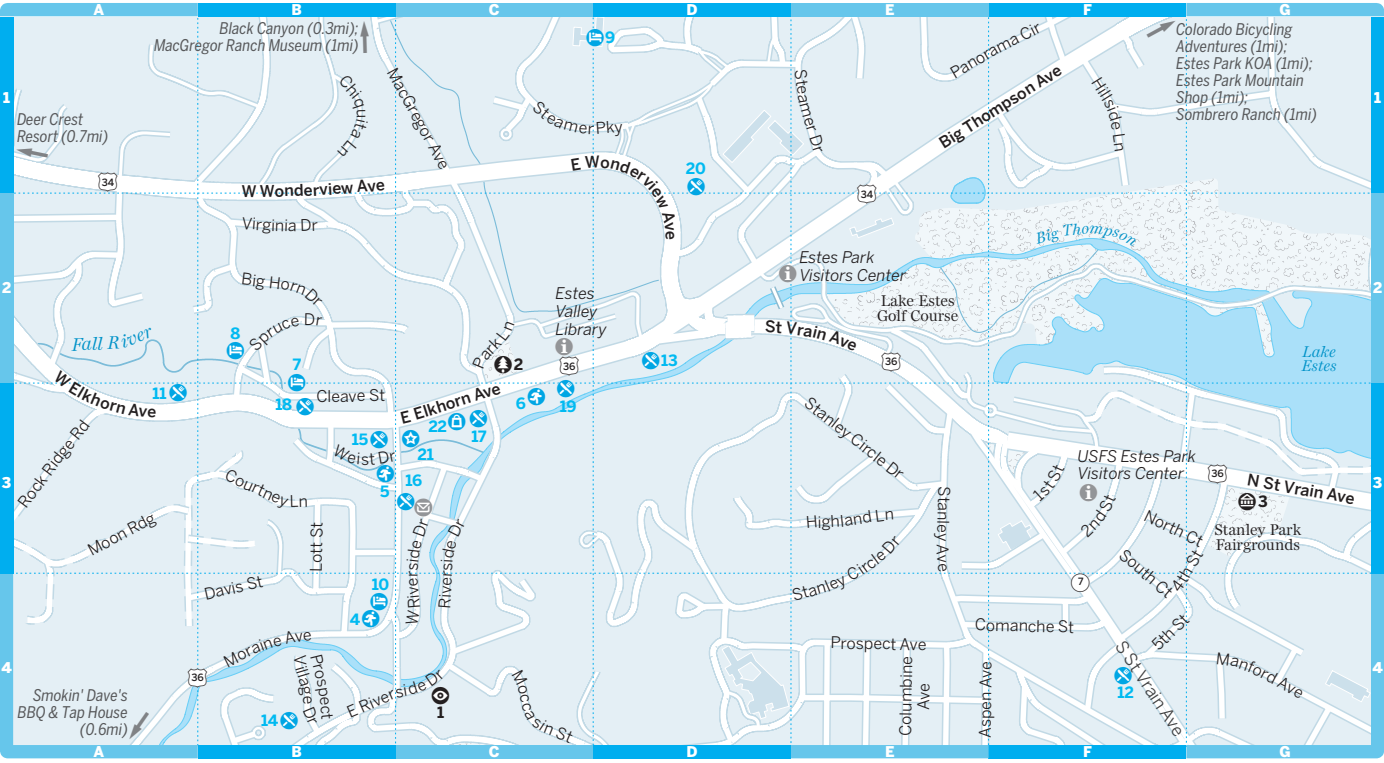 A B C D E F G
Black Canyon (0.3mi);
MacGregor Ranch Museum (1mi)
9
Colorado Bicycling
Adventures (1mi);
Estes Park KOA (1mi);
Estes Park Mountain
Shop (1mi);
Sombrero Ranch (1mi)
Panorama Cir
1
1
Chiquita Ln
MacGregor Ave
Steamer Pky
Steamer Dr
Big Thompson Ave
Hillside Ln
Deer Crest
Resort (0.7mi)
34
W Wonderview Ave
E Wonderview Ave
20
34
Virginia Dr
Big Thompson
Estes Park
Visitors Center
2
2
Big Horn Dr
Estes
Valley
Library
Lake Estes
Golf Course
Fall River
8
Spruce Dr
Park Ln
2
36
13
St Vrain Ave
36
Lake
Estes
7
W Elkhorn Ave
11
18
Cleave St
E Elkhorn Ave
6
19
22
17
15
21
Stanley Circle Dr
Rock Ridge Rd
Weist Dr
5
16
USFS Estes Park
Visitors Center
36
N St Vrain Ave
3
3
Courtney Ln
1st St
3
Stanley Park
Fairgrounds
Moon Rdg
Lott St
W Riverside Dr
Riverside Dr
Highland Ln
Stanley Ave
2nd St
North Ct
South Ct
4th St
Davis St
10
4
Stanley Circle Dr
7
Moraine Ave
Comanche St
5th St
Prospect Ave
4
4
36
Prospect
Village Dr
E Riverside Dr
1
Moccasin St
Columbine
Ave
Aspen Ave
S St Vrain Ave
12
Manford Ave
Smokin' Dave's
BBQ & Tap House
(0.6mi)
14
A B C D E F G